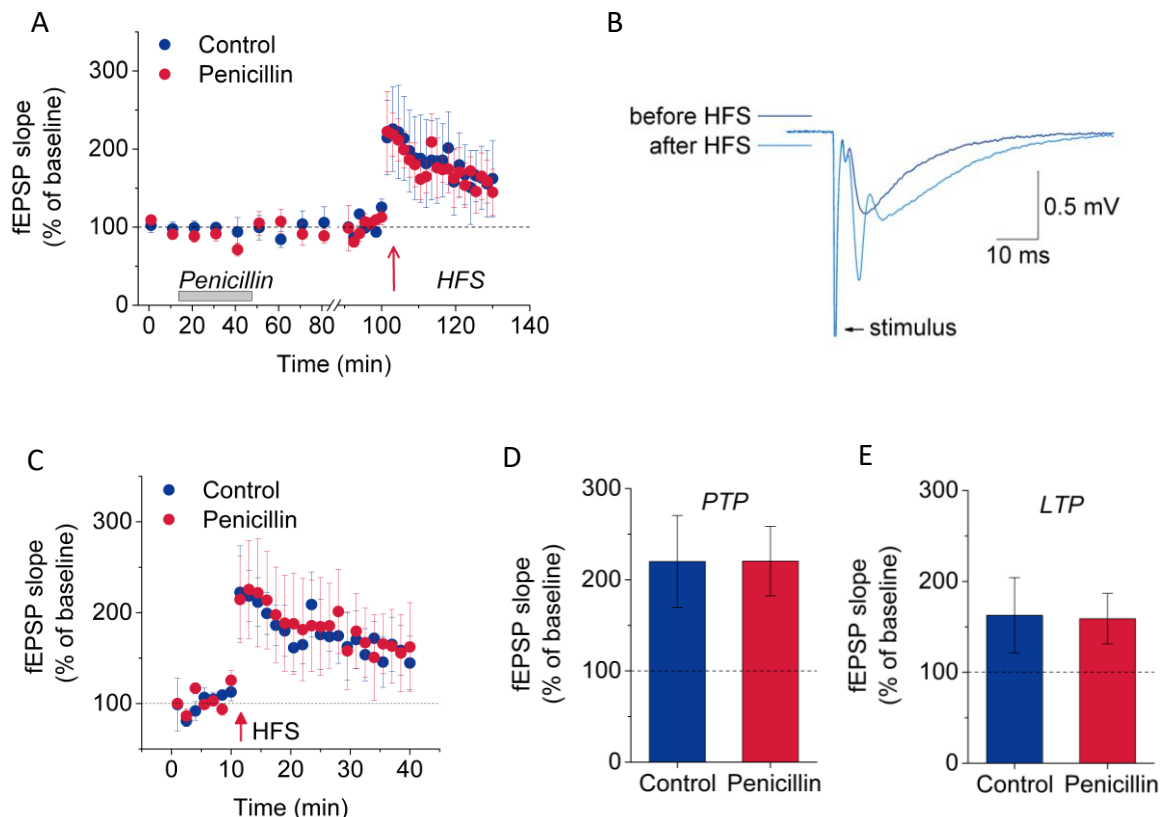 A
Control
Penicillin
fEPSP slope
(% of baseline)
300
200
100
0
Penicillin
HFS
0 20 40 60 80 100 120 140
Time (min)
B
before HFS
after HFS
0.5 mV
10 ms
stimulus
C
Control
Penicillin
fEPSP slope
(% of baseline)
300
200
100
HFS
0 10 20 30 40
Time (min)
D
PTP
fEPSP slope
(% of baseline)
300
200
100
0
Control Penicillin
E
LTP
fEPSP slope
(% of baseline)
300
200
100
0
Control Penicillin